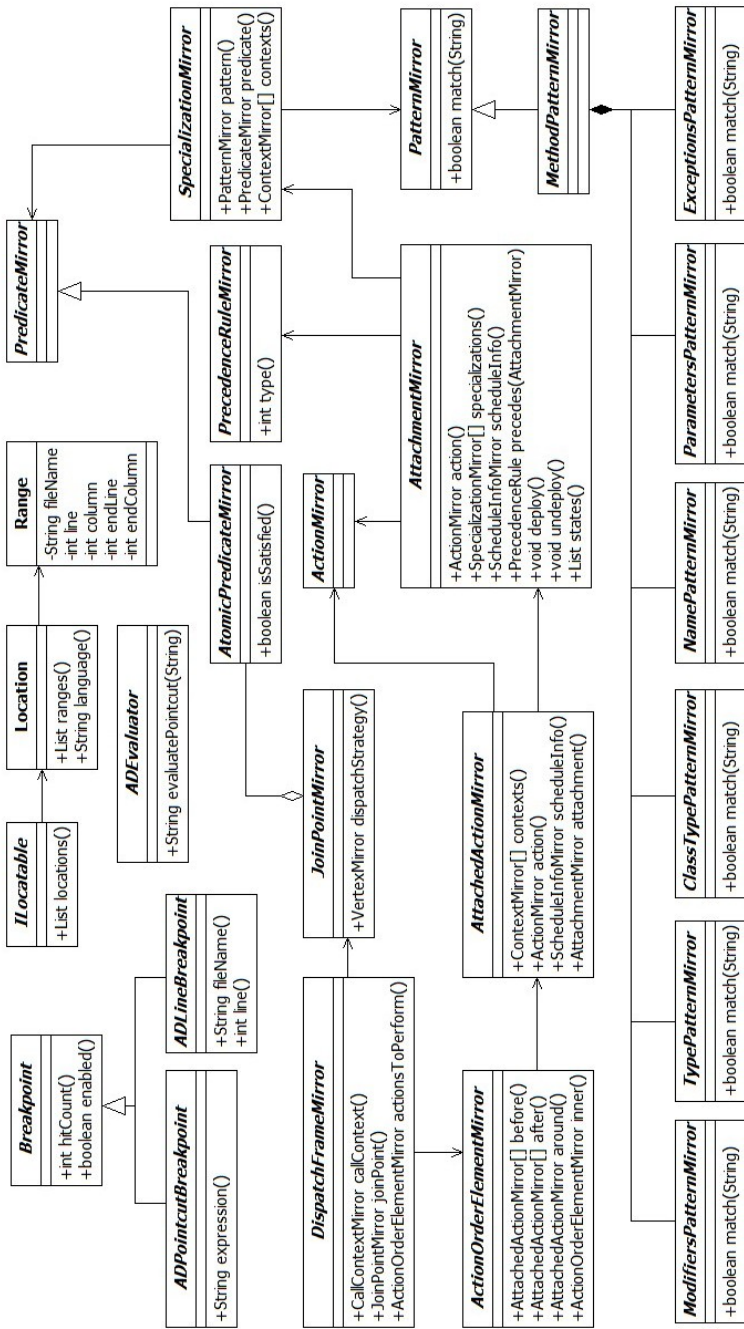 Breakpoint
+int hitCount()
+boolean enabled()
ADPointcutBreakpoint
+String expression()
ADLineBreakpoint
+String fileName()
+int line()
ILocatable
+List locations()
Location
+List ranges()
+String language()
Range
-String fileName
-int line
-int column
-int endLine
-int endColumn
ADEvaluator
+String evaluatePointcut(String)
PredicateMirror
AtomicPredicateMirror
+boolean isSatisfied()
PrecedenceRuleMirror
+int type()
SpecializationMirror
+PatternMirror pattern()
+PredicateMirror predicate()
+ContextMirror[] contexts()
DispatchFrameMirror
+CallContextMirror callContext()
+JoinPointMirror joinPoint()
+ActionOrderElementMirror actionsToPerform()
JoinPointMirror
+VertexMirror dispatchStrategy()
ActionMirror
ActionOrderElementMirror
+AttachedActionMirror[] before()
+AttachedActionMirror[] after()
+AttachedActionMirror around()
+ActionOrderElementMirror inner()
AttachedActionMirror
+ContextMirror[] contexts()
+ActionMirror action()
+ScheduleInfoMirror scheduleInfo()
+AttachmentMirror attachment()
AttachmentMirror
+ActionMirror action()
+SpecializationMirror[] specializations()
+ScheduleInfoMirror scheduleInfo()
+PrecedenceRule precedes(AttachmentMirror)
+void deploy()
+void undeploy()
+List states()
PatternMirror
+boolean match(String)
MethodPatternMirror
ModifiersPatternMirror
+boolean match(String)
TypePatternMirror
+boolean match(String)
ClassTypePatternMirror
+boolean match(String)
NamePatternMirror
+boolean match(String)
ParametersPatternMirror
+boolean match(String)
ExceptionsPatternMirror
+boolean match(String)